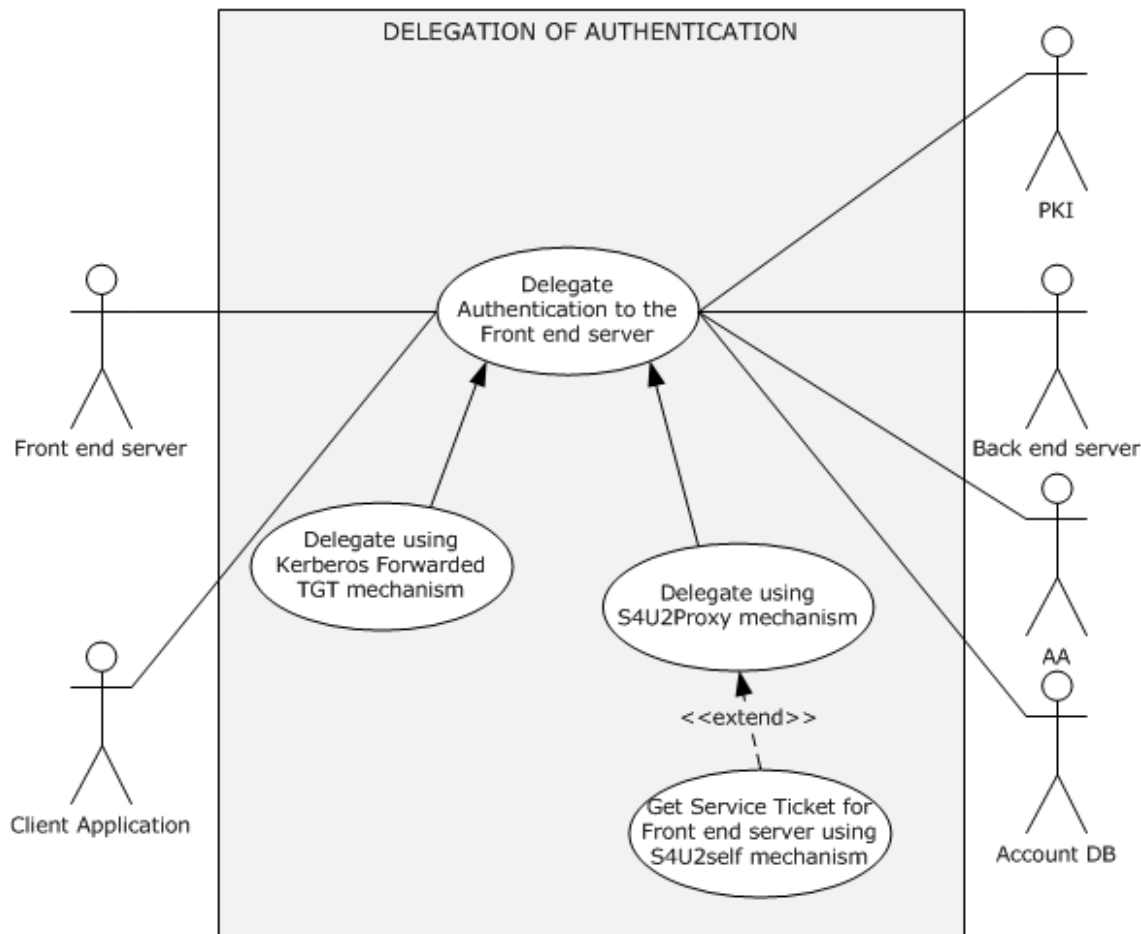 DELEGATION OF AUTHENTICATION
PKI
Delegate
Authentication to the
Front end server
Front end server
Back end server
Delegate using
Kerberos Forwarded
TGT mechanism
Delegate using
S4U2Proxy mechanism
AA
<<extend>>
Client Application
Get Service Ticket for
Front end server using
S4U2self mechanism
Account DB